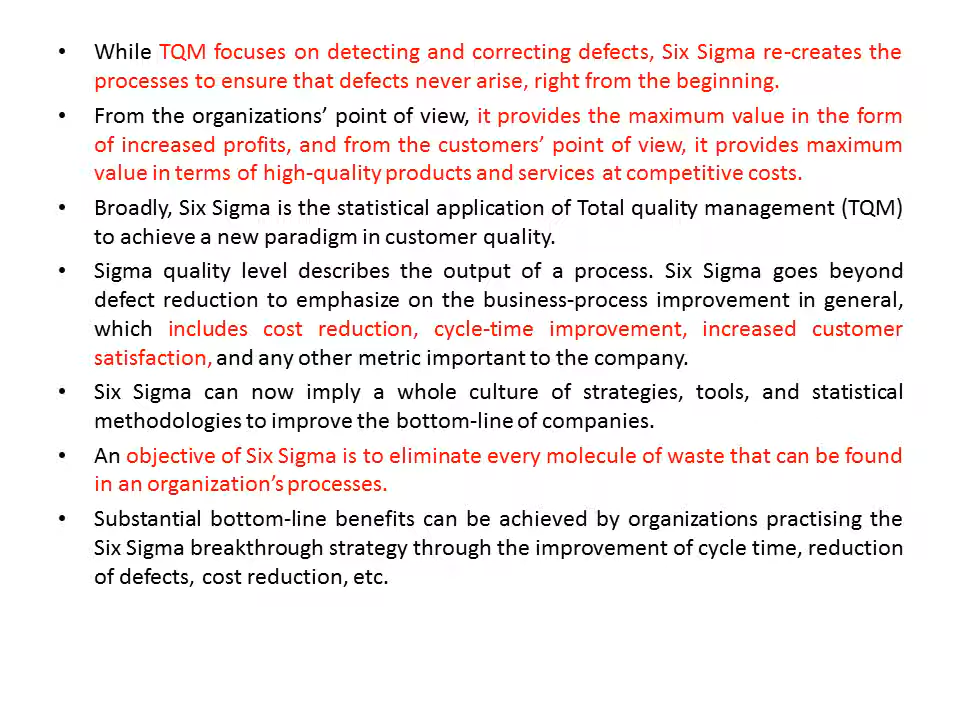 • While TQM focuses on detecting and correcting defects, Six Sigma re-creates the
processes to ensure that defects never arise, right from the beginning.
• From the organizations’ point of view, it provides the maximum value in the form
of increased profits, and from the customers’ point of view, it provides maximum
value in terms of high-quality products and services at competitive costs.
• Broadly, Six Sigma is the statistical application of Total quality management (TQM)
to achieve a new paradigm in customer quality.
• Sigma quality level describes the output of a process. Six Sigma goes beyond
defect reduction to emphasize on the business-process improvement in general,
which includes cost reduction, cycle-time improvement, increased customer
satisfaction, and any other metric important to the company.
• Six Sigma can now imply a whole culture of strategies, tools, and statistical
methodologies to improve the bottom-line of companies.
• An objective of Six Sigma is to eliminate every molecule of waste that can be found
in an organization’s processes.
• Substantial bottom-line benefits can be achieved by organizations practising the
Six Sigma breakthrough strategy through the improvement of cycle time, reduction
of defects, cost reduction, etc.